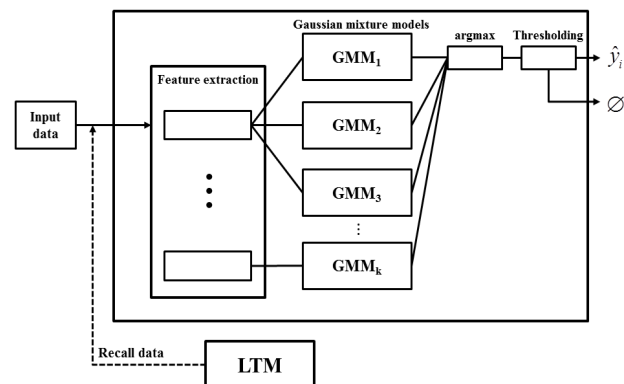 Gaussian mixture models
argmax
Thresholding
Feature extraction
GMM₁
ŷᵢ
∅
Input
data
GMM₂
GMM₃
⋮
GMMₖ
Recall data
LTM